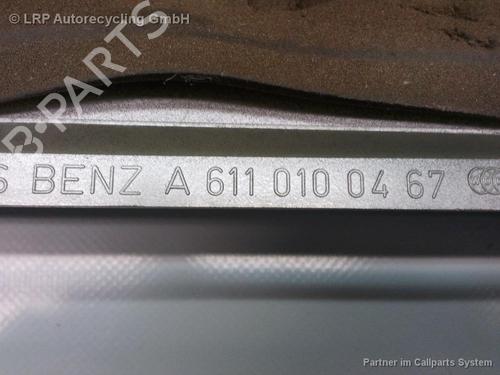 © LRP Autorecycling GmbH
B-PARTS
S BENZ A 611 010 04 67
Partner im Callparts System